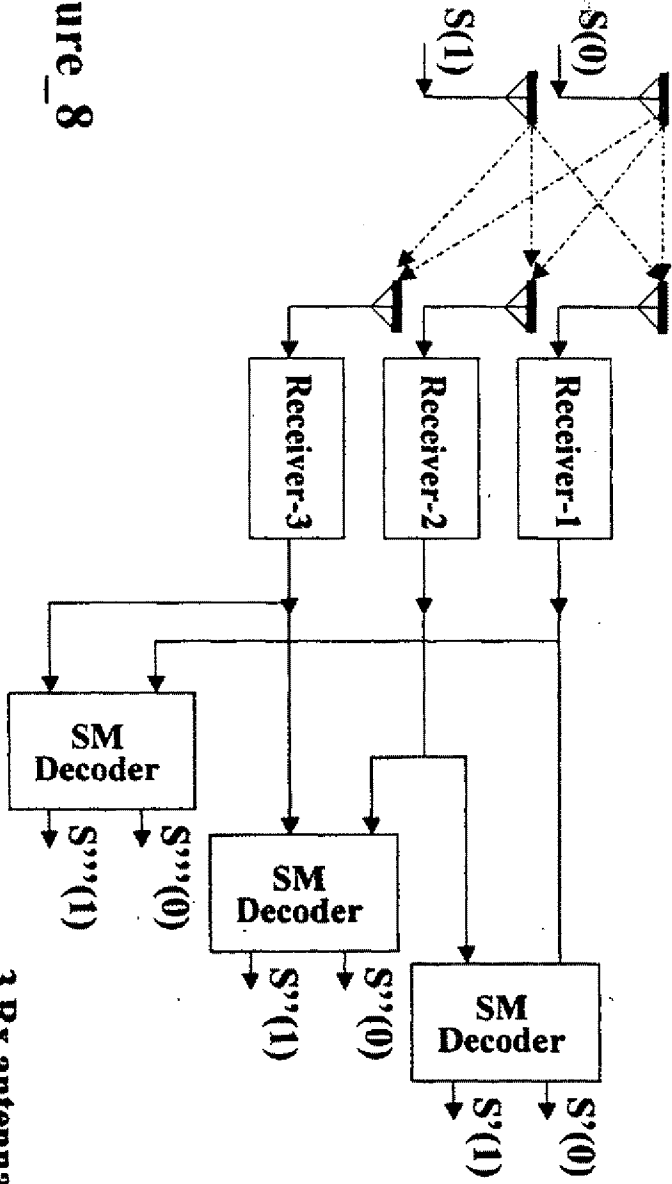 S(0)
S(1)
Receiver-1
Receiver-2
Receiver-3
SM
Decoder
S'(0)
S'(1)
SM
Decoder
S''(0)
S''(1)
SM
Decoder
S'''(0)
S'''(1)
ure_8
3 Rx antenna